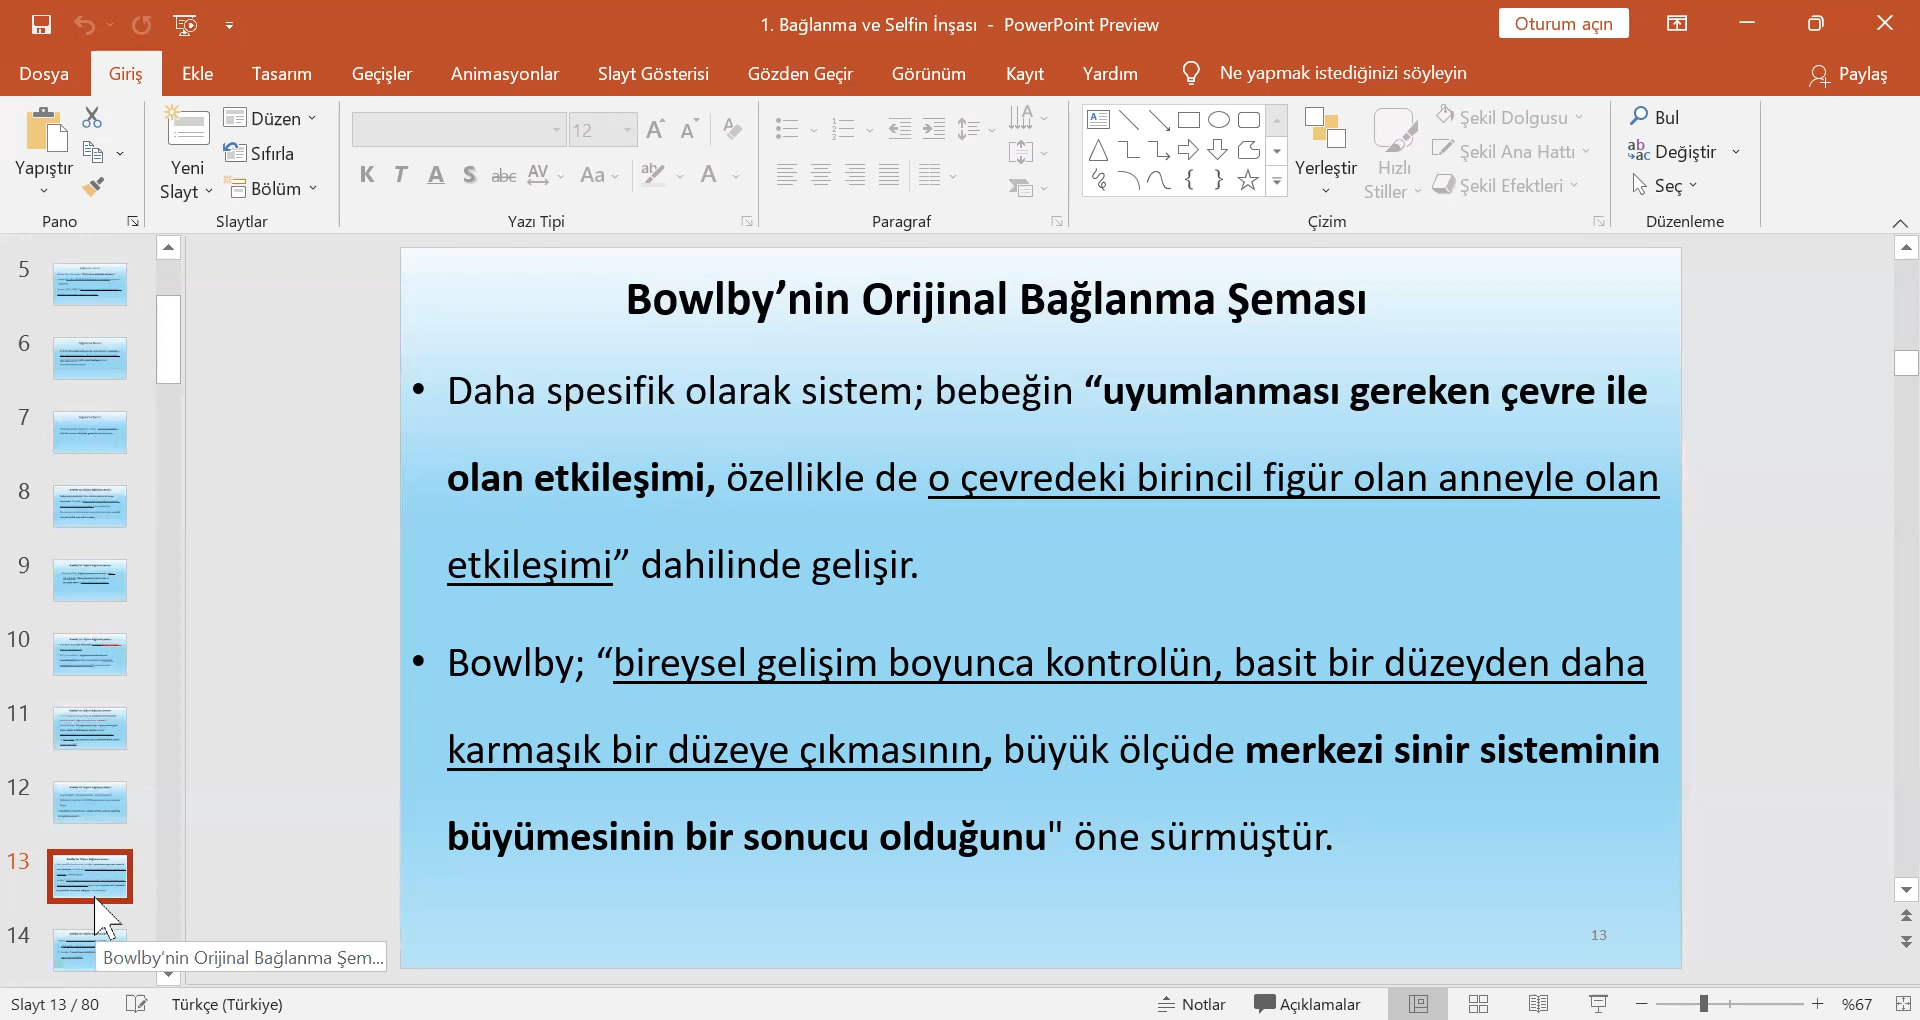 1. Bağlanma ve Selfin İnşası - PowerPoint Preview
Oturum açın
Dosya
Giriş
Ekle
Tasarım
Geçişler
Animasyonlar
Slayt Gösterisi
Gözden Geçir
Görünüm
Kayıt
Yardım
Ne yapmak istediğinizi söyleyin
Paylaş
Yapıştır
Pano
Yeni
Slayt
Düzen
Sıfırla
Bölüm
Slaytlar
12
K T A S abc AV Aa A
Yazı Tipi
Paragraf
Yerleştir
Hızlı
Stiller
Şekil Dolgusu
Şekil Ana Hattı
Şekil Efektleri
Çizim
Bul
Değiştir
Seç
Düzenleme
5
6
7
8
9
10
11
12
13
14
Bowlby’nin Orijinal Bağlanma Şem...
Bowlby’nin Orijinal Bağlanma Şeması
• Daha spesifik olarak sistem; bebeğin “uyumlanması gereken çevre ile
olan etkileşimi, özellikle de o çevredeki birincil figür olan anneyle olan
etkileşimi” dahilinde gelişir.
• Bowlby; “bireysel gelişim boyunca kontrolün, basit bir düzeyden daha
karmaşık bir düzeye çıkmasının, büyük ölçüde merkezi sinir sisteminin
büyümesinin bir sonucu olduğunu" öne sürmüştür.
13
Slayt 13 / 80
Türkçe (Türkiye)
Notlar
Açıklamalar
%67